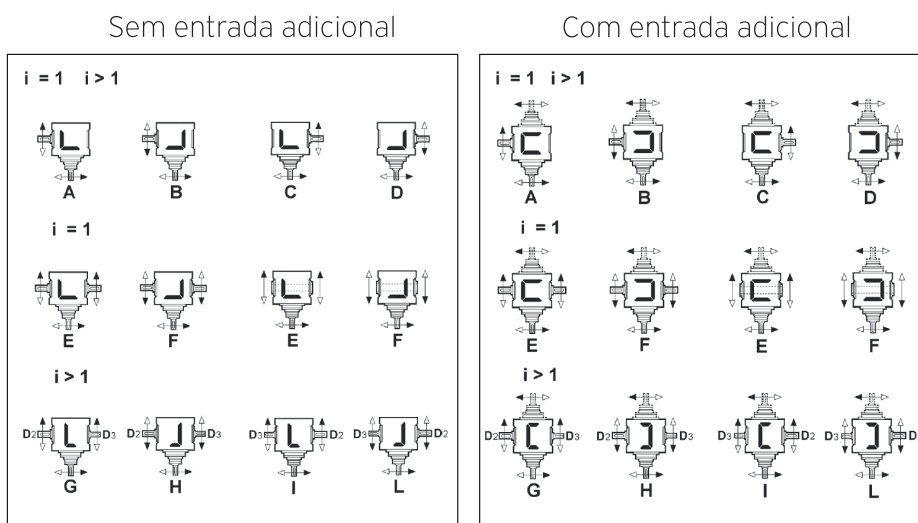 Sem entrada adicional
i = 1 i > 1
A B C D
i = 1
E F E F
i > 1
D2 D3 D2 D3 D3 D2 D3 D2
G H I L
Com entrada adicional
i = 1 i > 1
A B C D
i = 1
E F E F
i > 1
D2 D3 D2 D3 D3 D2 D3 D
G H I L